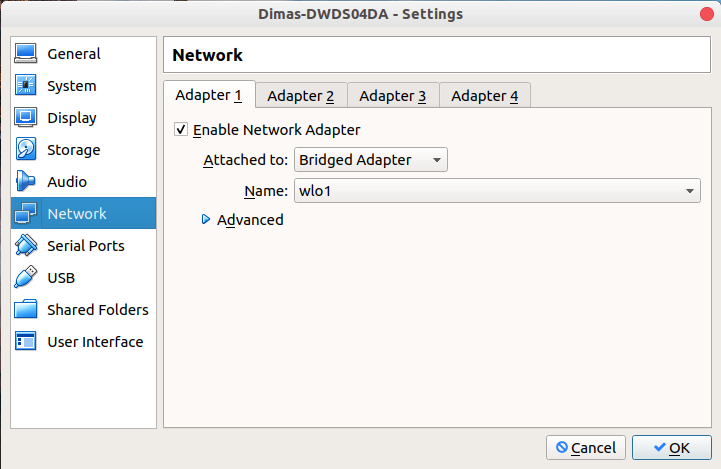 Dimas-DWDS04DA - Settings
General
System
Display
Storage
Audio
Network
Serial Ports
USB
Shared Folders
User Interface
Network
Adapter 1 Adapter 2 Adapter 3 Adapter 4
Enable Network Adapter
Attached to: Bridged Adapter
Name: wlo1
Advanced
Cancel OK